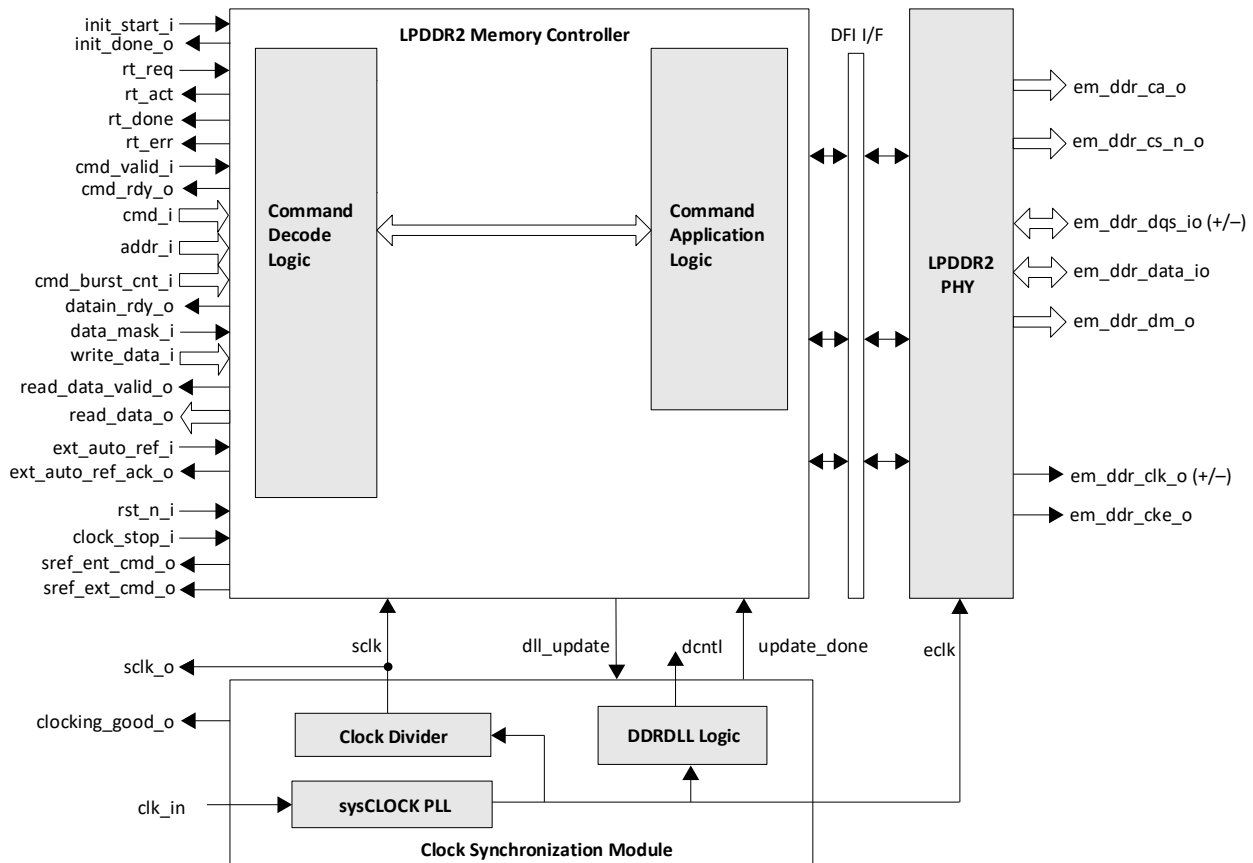 init_start_i
init_done_o
rt_req
rt_act
rt_done
rt_err
cmd_valid_i
cmd_rdy_o
cmd_i
addr_i
cmd_burst_cnt_i
datain_rdy_o
data_mask_i
write_data_i
read_data_valid_o
read_data_o
ext_auto_ref_i
ext_auto_ref_ack_o
rst_n_i
clock_stop_i
sref_ent_cmd_o
sref_ext_cmd_o
LPDDR2 Memory Controller
Command
Decode
Logic
Command
Application
Logic
DFI I/F
LPDDR2
PHY
em_ddr_ca_o
em_ddr_cs_n_o
em_ddr_dqs_io (+/–)
em_ddr_data_io
em_ddr_dm_o
em_ddr_clk_o (+/–)
em_ddr_cke_o
sclk
dll_update
dcntl
update_done
eclk
sclk_o
clocking_good_o
clk_in
Clock Divider
DDRDLL Logic
sysCLOCK PLL
Clock Synchronization Module